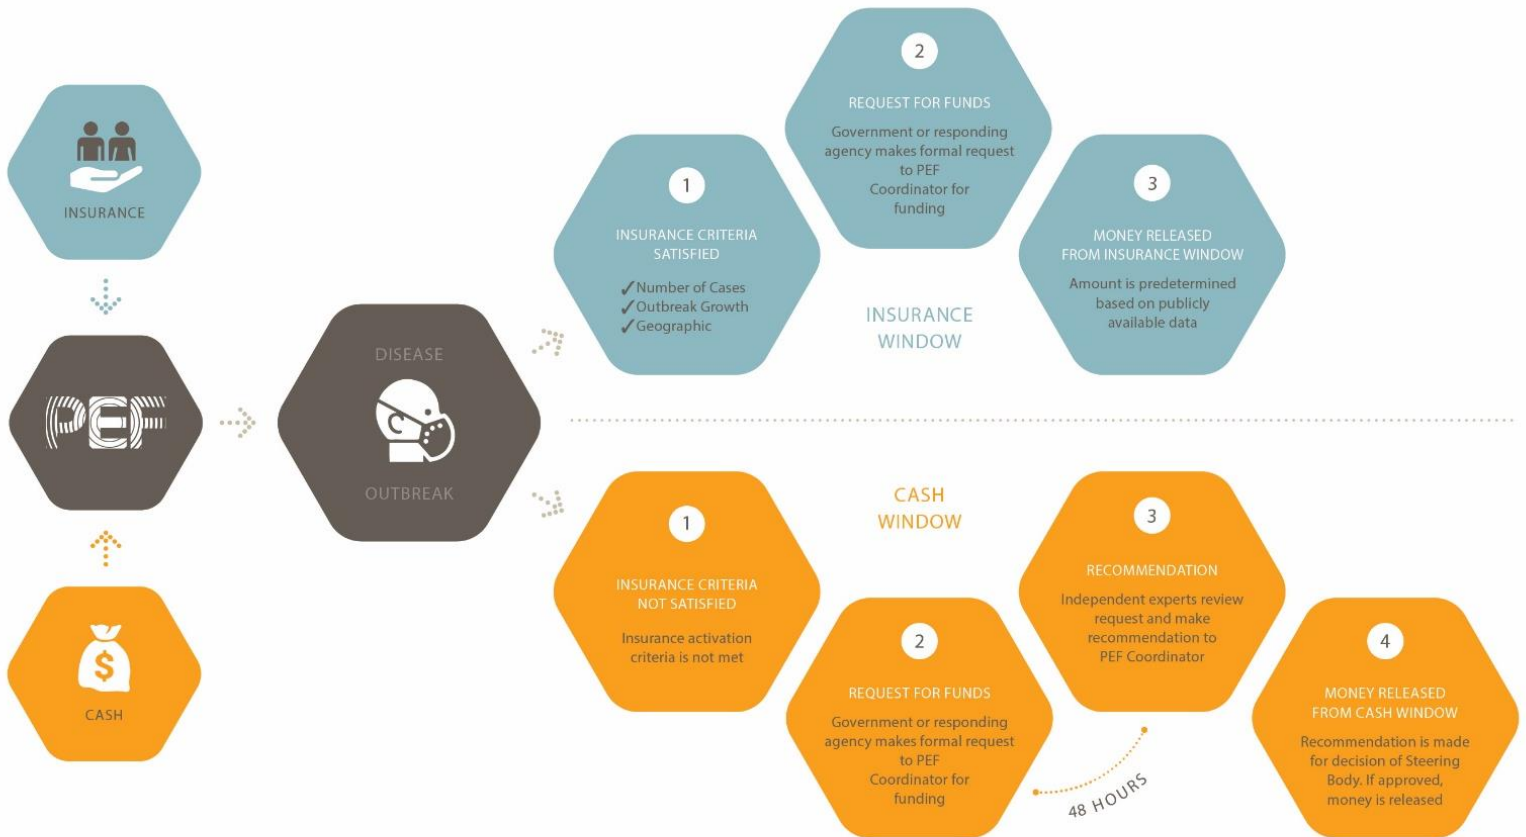 INSURANCE
PEF
CASH
DISEASE
OUTBREAK
1
INSURANCE CRITERIA
SATISFIED
✓Number of Cases
✓Outbreak Growth
✓Geographic
2
REQUEST FOR FUNDS
Government or responding
agency makes formal request
to PEF
Coordinator for
funding
3
MONEY RELEASED
FROM INSURANCE WINDOW
Amount is predetermined
based on publicly
available data
INSURANCE
WINDOW
CASH
WINDOW
1
INSURANCE CRITERIA
NOT SATISFIED
Insurance activation
criteria is not met
2
REQUEST FOR FUNDS
Government or responding
agency makes formal request
to PEF
Coordinator for
funding
48 HOURS
3
RECOMMENDATION
Independent experts review
request and make
recommendation to
PEF Coordinator
4
MONEY RELEASED
FROM CASH WINDOW
Recommendation is made
for decision of Steering
Body. If approved,
money is released
$